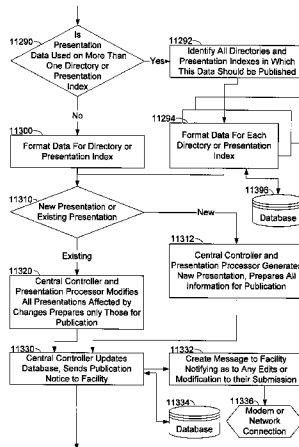 11290
Is
Presentation
Data Used on More Than
One Directory or
Presentation
Index
Yes
11292
Identify All Directories and
Presentation Indexes in Which
This Data Should be Published
No
11294
Format Data For Each
Directory or Presentation
Index
11300
Format Data For Directory or
Presentation Index
11396
Database
11310
New Presentation or
Existing Presentation
New
Existing
11312
Central Controller and
Presentation Processor Generates
New Presentation, Prepares All
Information for Publication
11320
Central Controller and
Presentation Processor Modifies
All Presentations Affected by
Changes Prepares only Those for
Publication
11330
Central Controller Updates
Database, Sends Publication
Notice to Facility
11332
Create Message to Facility
Notifying as to Any Edits or
Modification to their Submission
11334
Database
11336
Modem or
Network
Connection